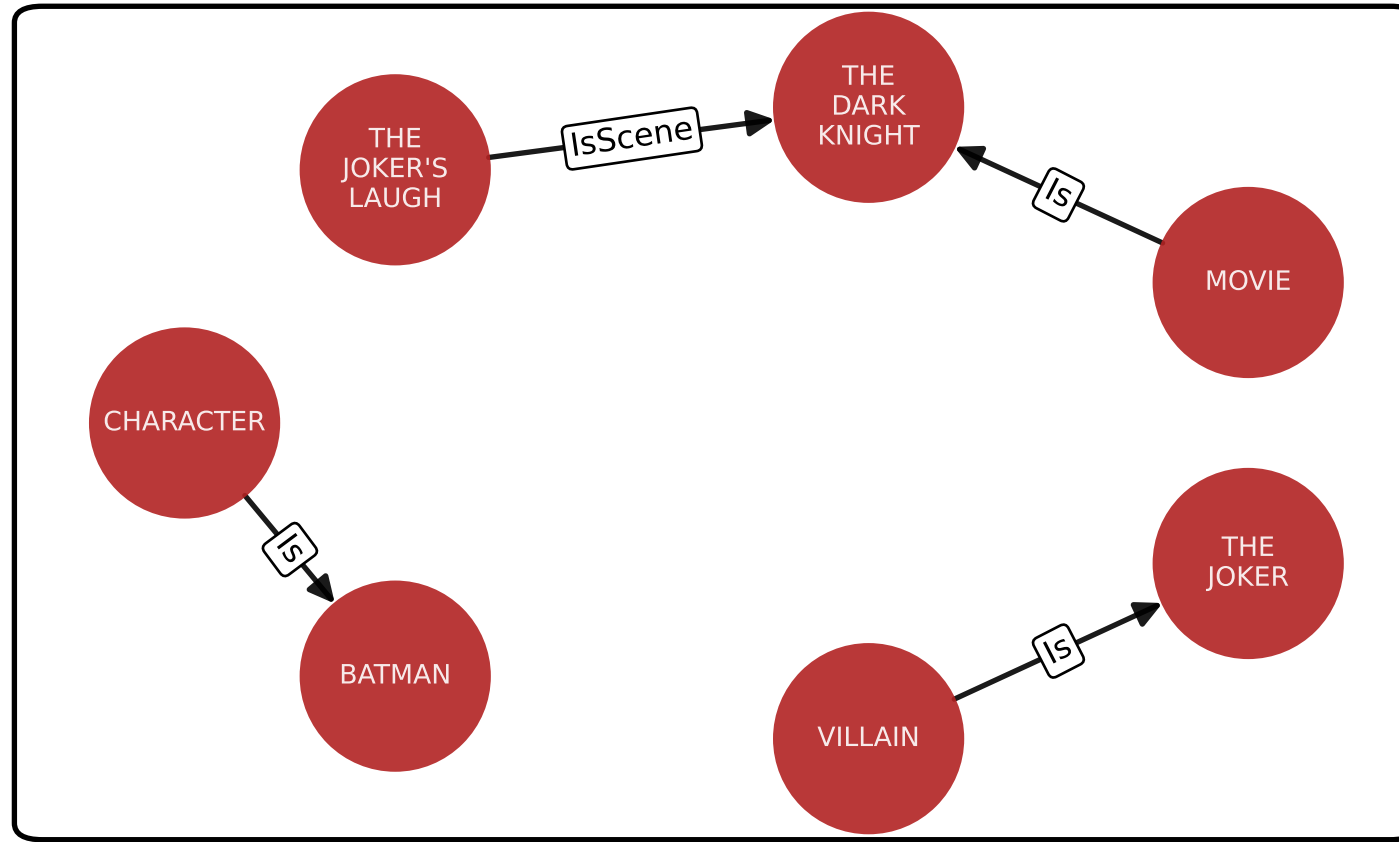 THE
JOKER'S
LAUGH
IsScene
THE
DARK
KNIGHT
Is
MOVIE
CHARACTER
Is
BATMAN
THE
JOKER
Is
VILLAIN